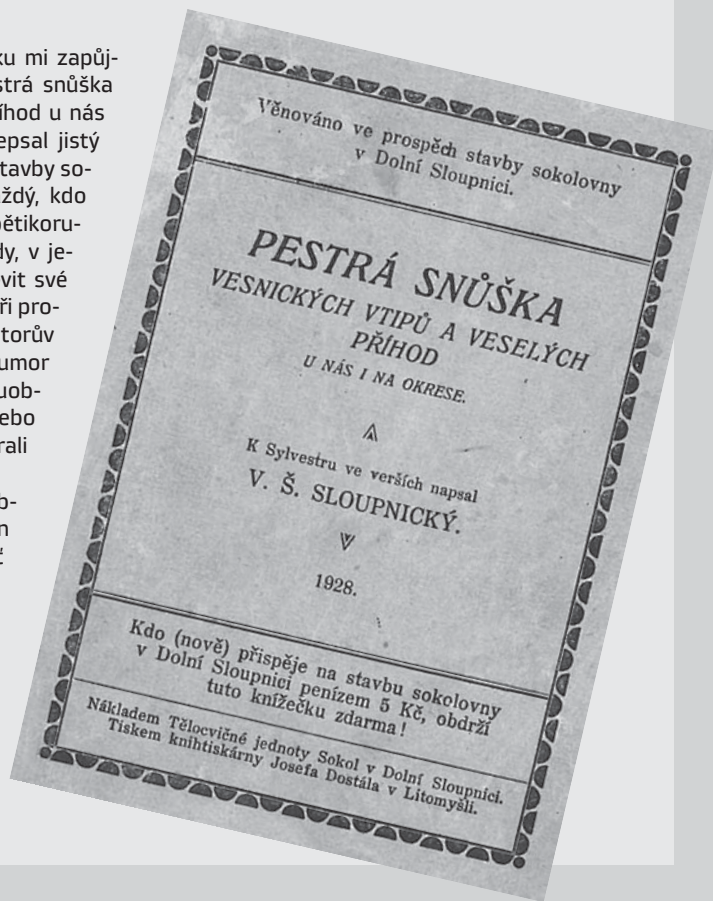 ku mi zapůj-
strá snůška
íhod u nás
epsal jistý
tavby so-
ždý, kdo
pětikoru-
dy, v je-
vit své
ři pro-
torův
umor
uob-
ebo
rali
b-
n
Věnováno ve prospěch stavby sokolovny
v Dolní Sloupnici.
PESTRÁ SNŮŠKA
VESNICKÝCH VTIPŮ A VESELÝCH
PŘÍHOD
U NÁS I NA OKRESE.
K Sylvestru ve verších napsal
V. Š. SLOUPNICKÝ.
1928.
Kdo (nově) přispěje na stavbu sokolovny
v Dolní Sloupnici penízem 5 Kč, obdrží
tuto knížečku zdarma!
Nákladem Tělocvičné jednoty Sokol v Dolní Sloupnici.
Tiskem knihtiskárny Josefa Dostála v Litomyšli.